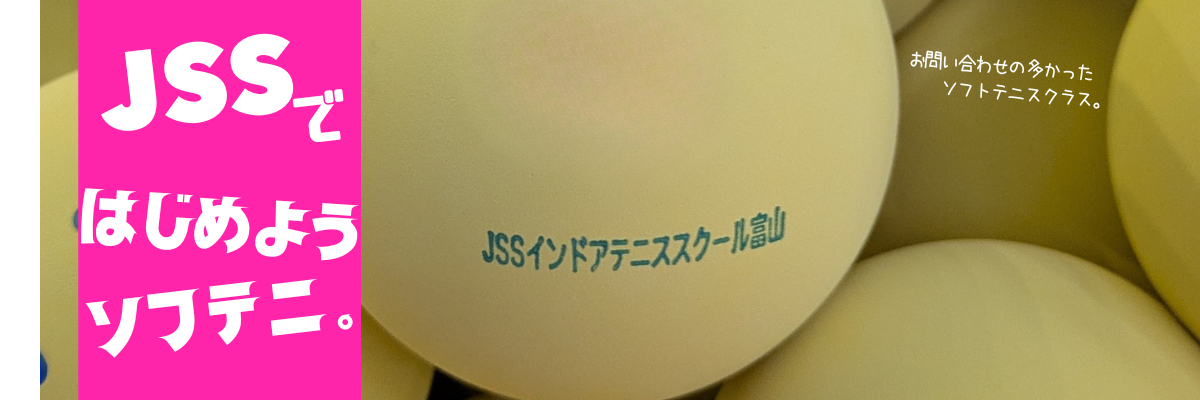 JSSで
はじめよう
ソフテニ。
JSSインドアテニススクール富山
お問い合わせの多かった
ソフトテニスクラス。